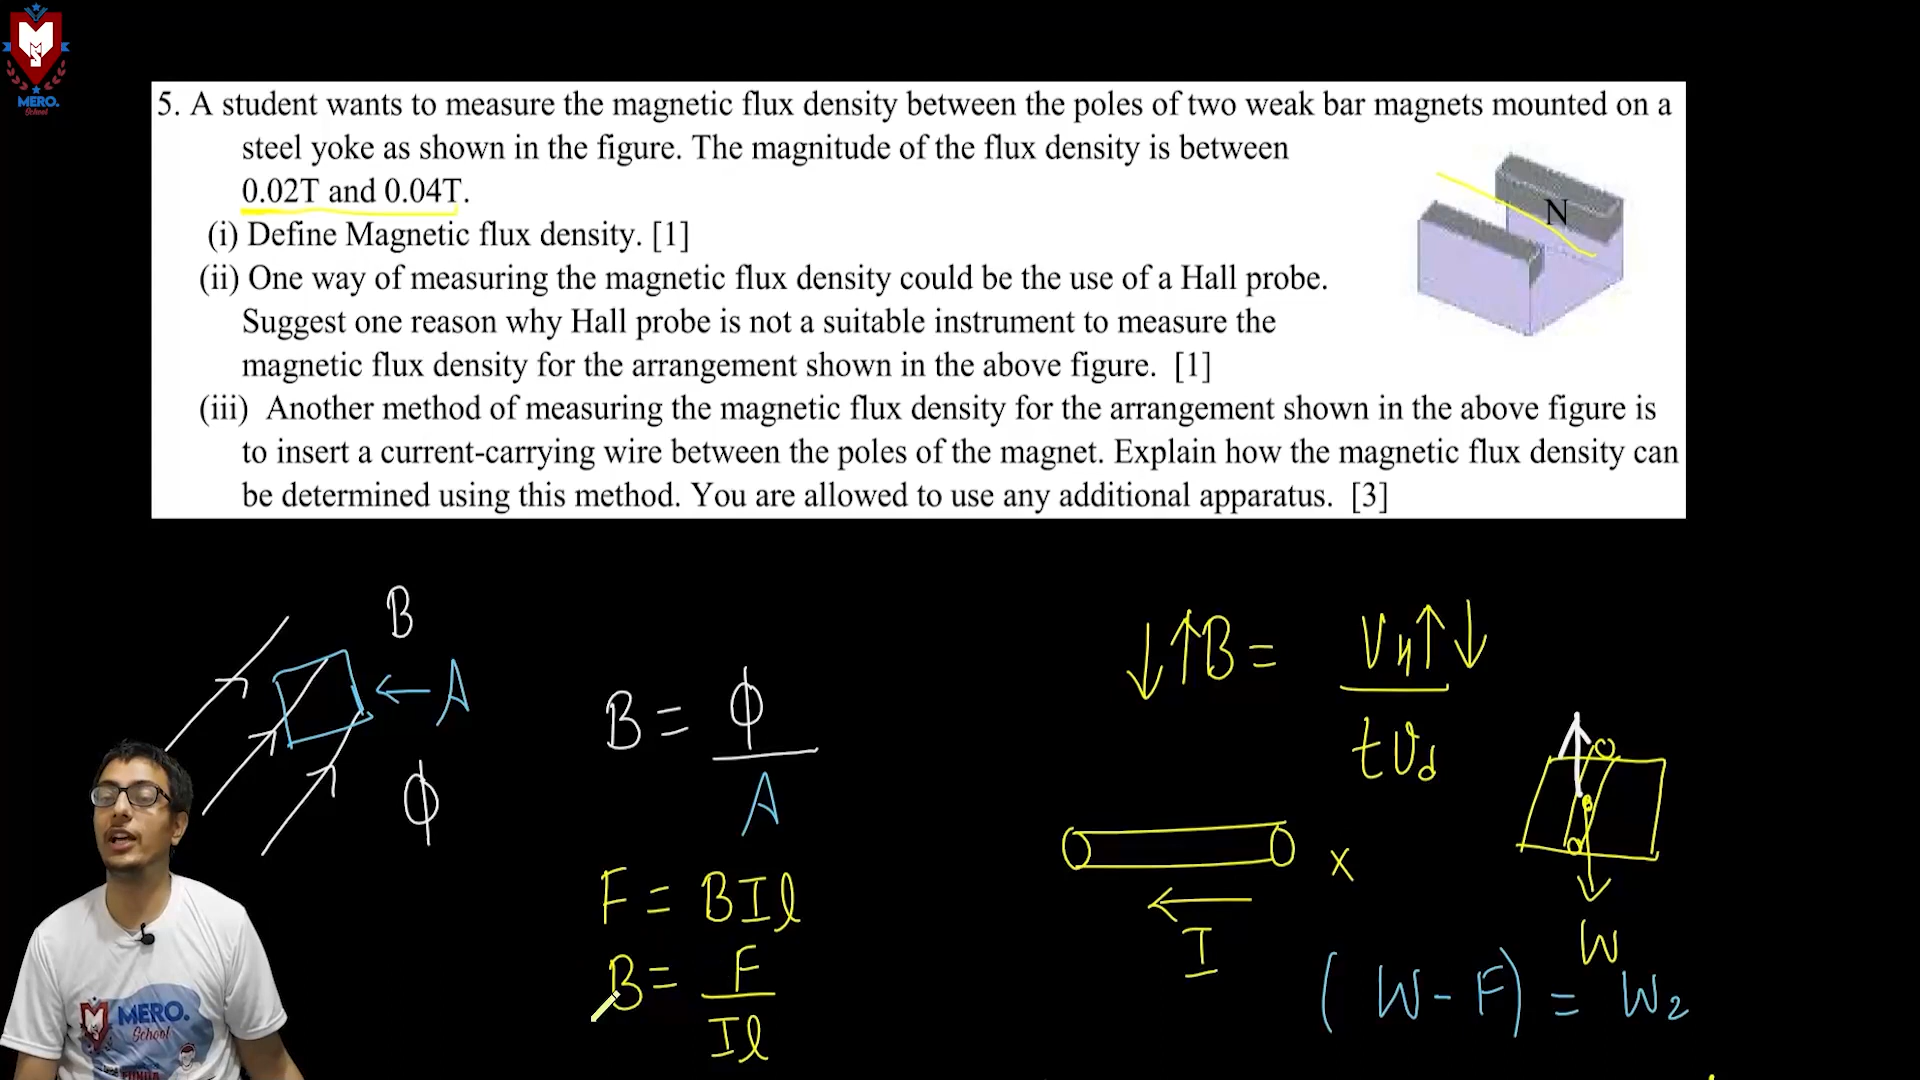 MERO.
School
5. A student wants to measure the magnetic flux density between the poles of two weak bar magnets mounted on a
steel yoke as shown in the figure. The magnitude of the flux density is between
0.02T and 0.04T.
(i) Define Magnetic flux density. [1]
(ii) One way of measuring the magnetic flux density could be the use of a Hall probe.
Suggest one reason why Hall probe is not a suitable instrument to measure the
magnetic flux density for the arrangement shown in the above figure. [1]
(iii) Another method of measuring the magnetic flux density for the arrangement shown in the above figure is
to insert a current-carrying wire between the poles of the magnet. Explain how the magnetic flux density can
be determined using this method. You are allowed to use any additional apparatus. [3]
N
B
← A
ϕ
B = ϕ
A
F = BIl
B = F
Il
↓↑B = V_H↑↓
t v_d
x
←
I
W
(W - F) = W₂
MERO.
School